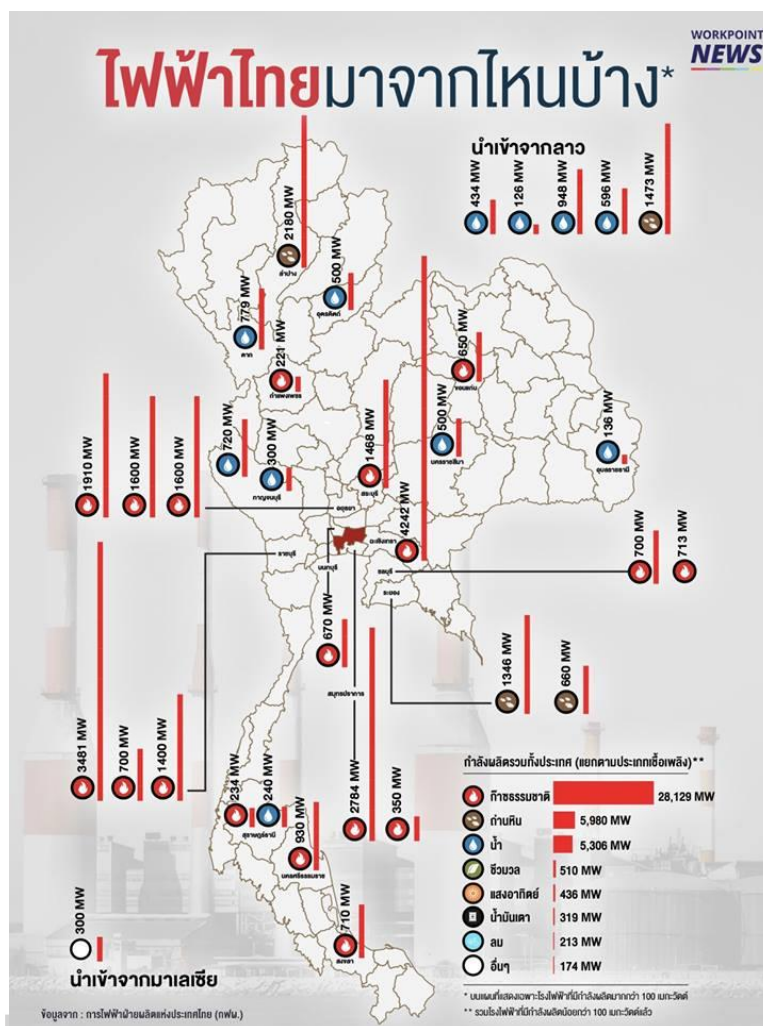 WORKPOINT
NEWS
ไฟฟ้าไทยมาจากไหนบ้าง*
นำเข้าจากลาว
434 MW
126 MW
948 MW
596 MW
1473 MW
2180 MW
ลำปาง
500 MW
อุตรดิตถ์
779 MW
ตาก
221 MW
กำแพงเพชร
650 MW
ขอนแก่น
1910 MW
1600 MW
1600 MW
720 MW
300 MW
กาญจนบุรี
1468 MW
สระบุรี
500 MW
นครราชสีมา
136 MW
อุบลราชธานี
อยุธยา
4242 MW
ฉะเชิงเทรา
ราชบุรี
นนทบุรี
ชลบุรี
ระยอง
700 MW
713 MW
670 MW
สมุทรปราการ
1346 MW
660 MW
3481 MW
700 MW
1400 MW
234 MW
240 MW
สุราษฎร์ธานี
930 MW
นครศรีธรรมราช
2784 MW
350 MW
710 MW
สงขลา
300 MW
นำเข้าจากมาเลเซีย
กำลังผลิตรวมทั้งประเทศ (แยกตามประเภทเชื้อเพลิง)**
ก๊าซธรรมชาติ 28,129 MW
ถ่านหิน 5,980 MW
น้ำ 5,306 MW
ชีวมวล 510 MW
แสงอาทิตย์ 436 MW
น้ำมันเตา 319 MW
ลม 213 MW
อื่นๆ 174 MW
* บนแผนที่แสดงเฉพาะโรงไฟฟ้าที่มีกำลังผลิตมากกว่า 100 เมกะวัตต์
** รวมโรงไฟฟ้าที่มีกำลังผลิตน้อยกว่า 100 เมกะวัตต์แล้ว
ข้อมูลจาก : การไฟฟ้าฝ่ายผลิตแห่งประเทศไทย (กฟผ.)